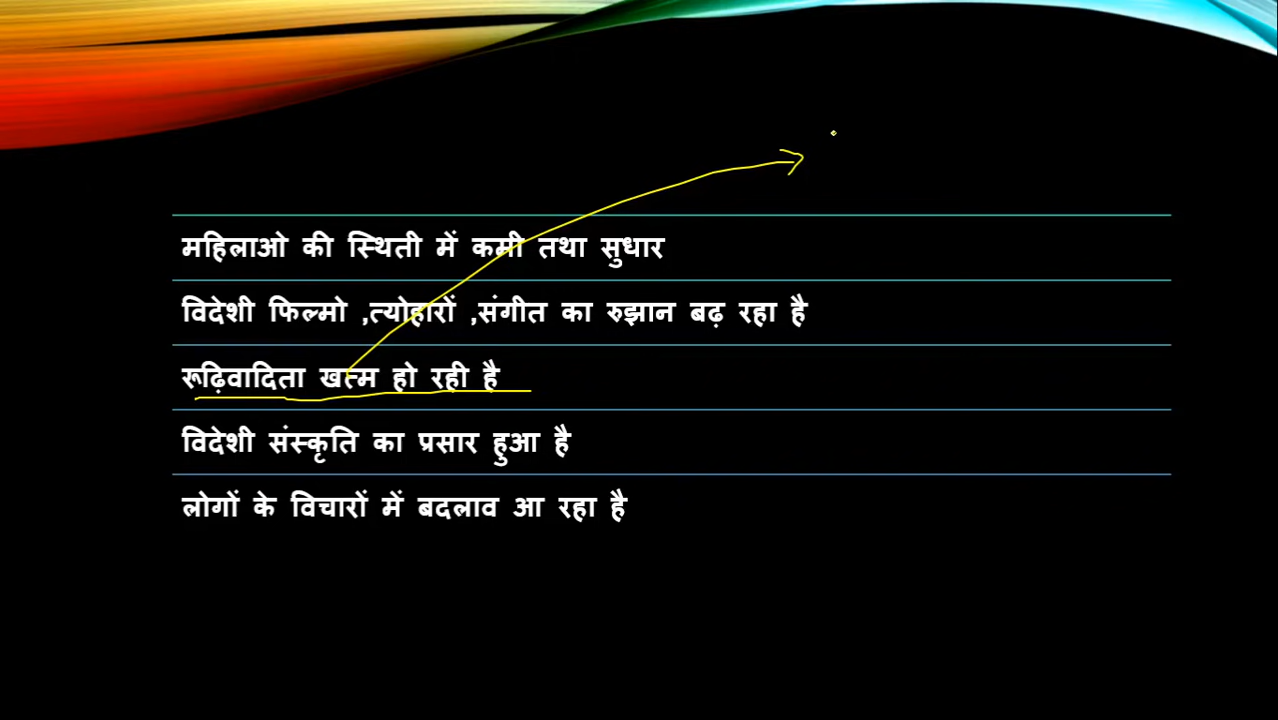 महिलाओ की स्थिती में कमी तथा सुधार
विदेशी फिल्मो ,त्योहारों ,संगीत का रुझान बढ़ रहा है
रूढ़िवादिता खत्म हो रही है
विदेशी संस्कृति का प्रसार हुआ है
लोगों के विचारों में बदलाव आ रहा है